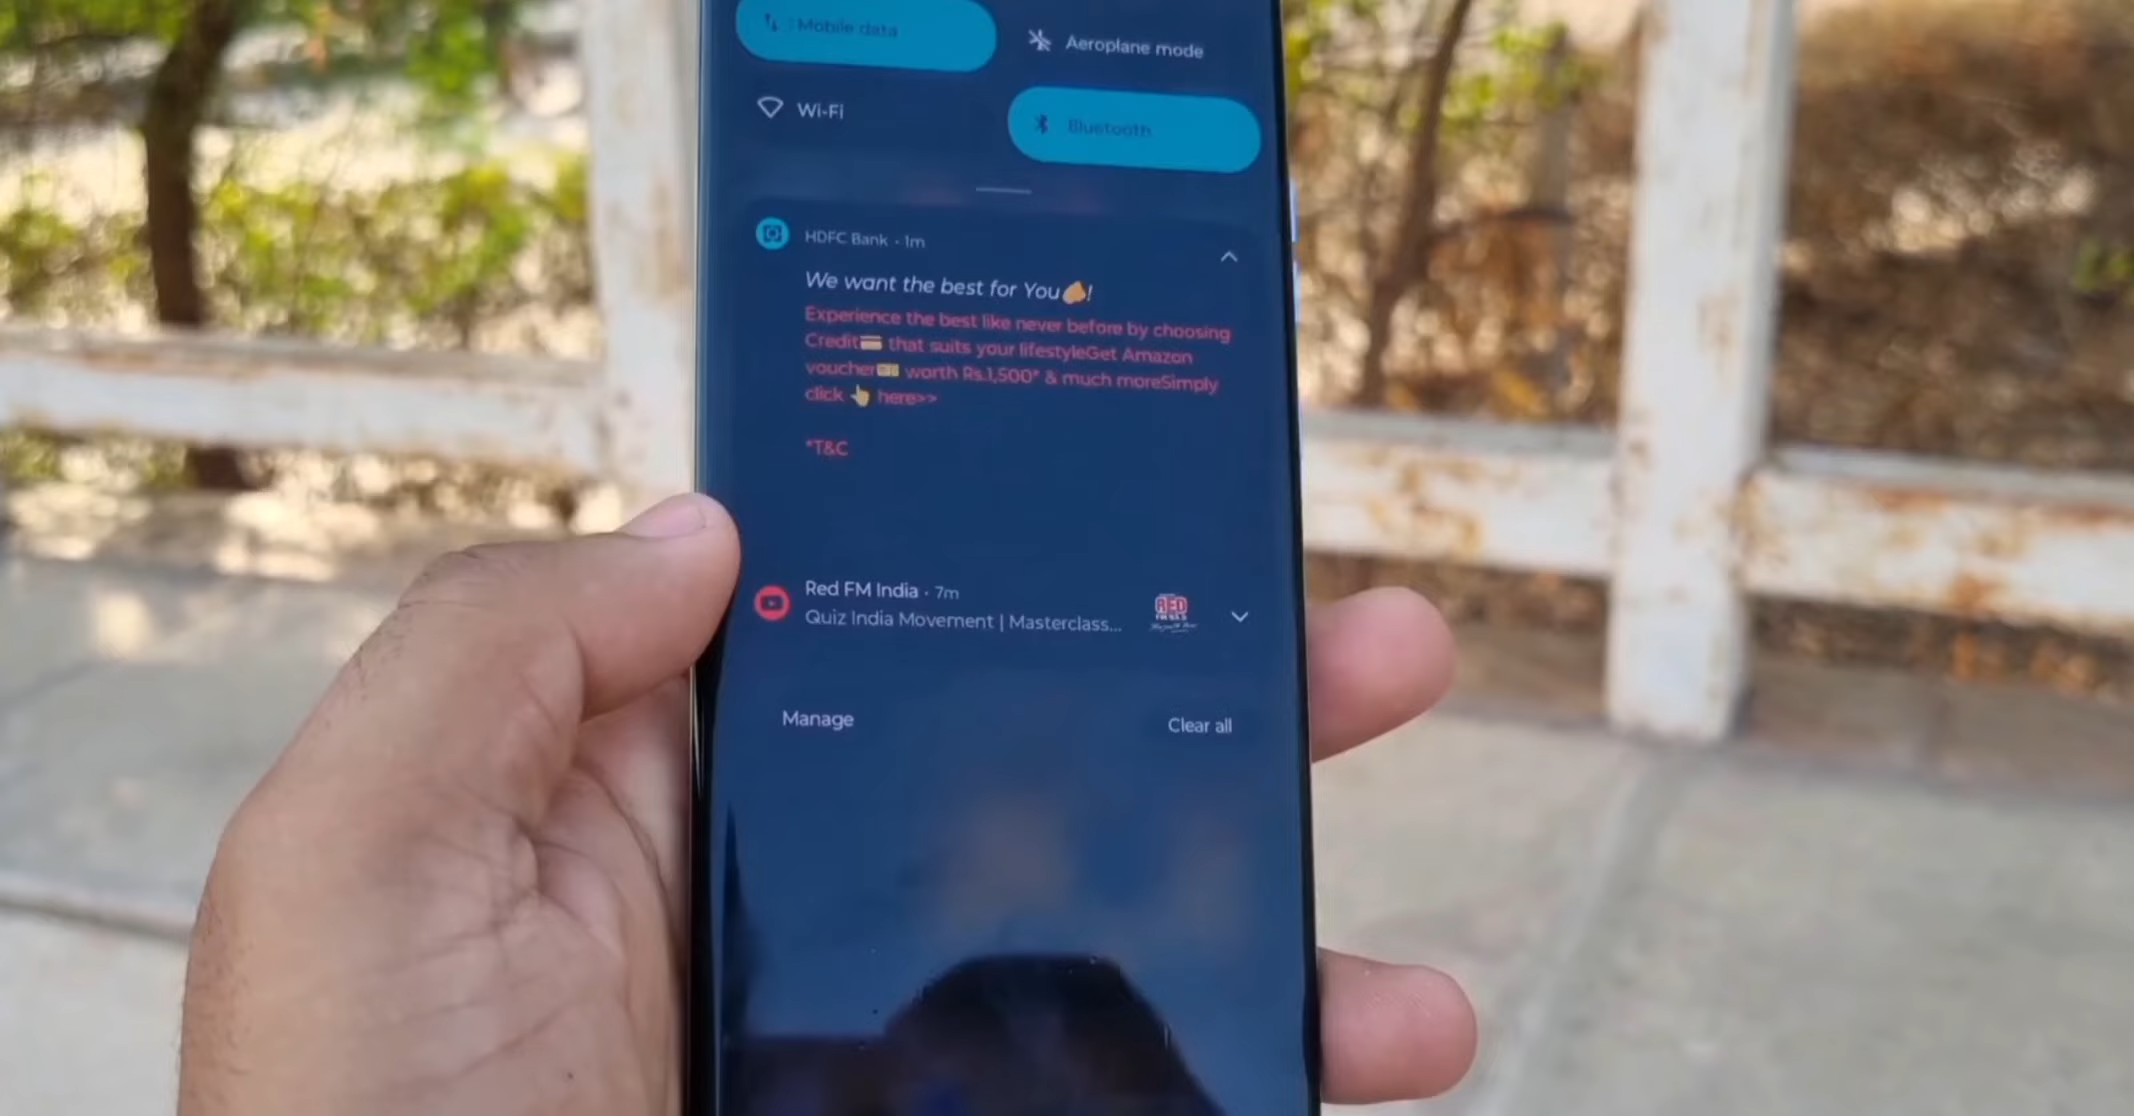 Mobile data
Aeroplane mode
Wi-Fi
Bluetooth
HDFC Bank · 1m
We want the best for You🫵!
Experience the best like never before by choosing
Credit💳 that suits your lifestyleGet Amazon
voucher🎫 worth Rs.1,500* & much moreSimply
click 👆 here>>
*T&C
Red FM India · 7m
Quiz India Movement | Masterclass...
RED
Manage
Clear all